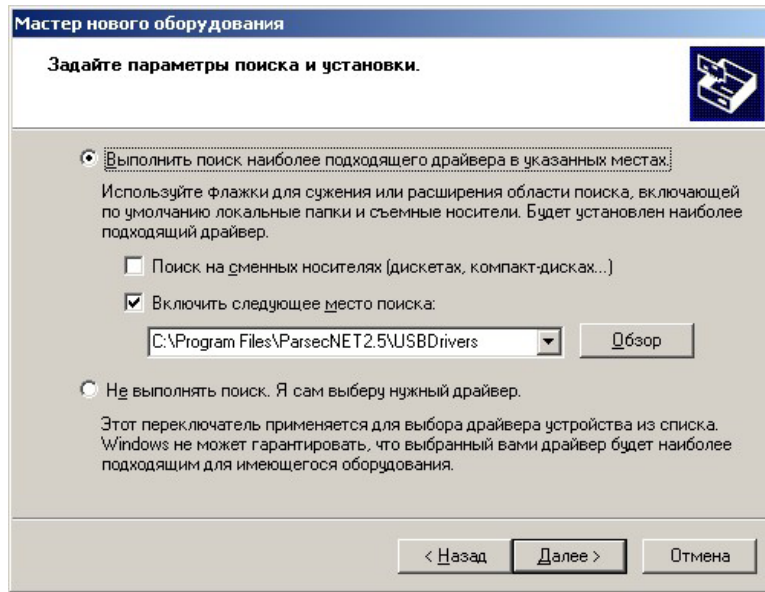 Мастер нового оборудования
Задайте параметры поиска и установки.
Выполнить поиск наиболее подходящего драйвера в указанных местах.
Используйте флажки для сужения или расширения области поиска, включающей
по умолчанию локальные папки и съемные носители. Будет установлен наиболее
подходящий драйвер.
Поиск на сменных носителях (дискетах, компакт-дисках...)
Включить следующее место поиска:
C:\Program Files\ParsecNET2.5\USBDrivers
Обзор
Не выполнять поиск. Я сам выберу нужный драйвер.
Этот переключатель применяется для выбора драйвера устройства из списка.
Windows не может гарантировать, что выбранный вами драйвер будет наиболее
подходящим для имеющегося оборудования.
< Назад Далее > Отмена